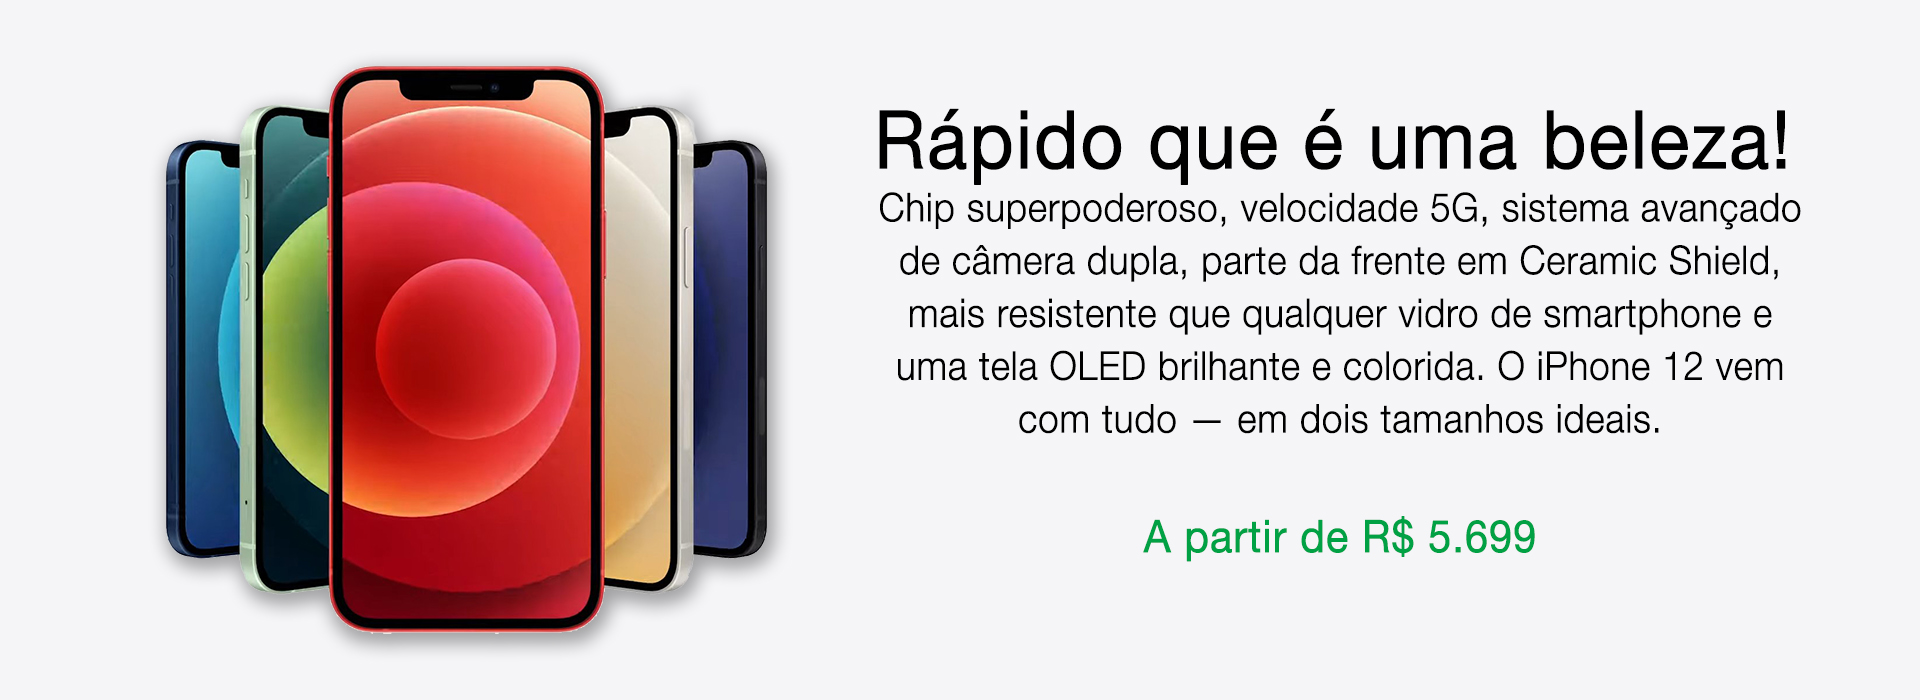 Rápido que é uma beleza!
Chip superpoderoso, velocidade 5G, sistema avançado
de câmera dupla, parte da frente em Ceramic Shield,
mais resistente que qualquer vidro de smartphone e
uma tela OLED brilhante e colorida. O iPhone 12 vem
com tudo — em dois tamanhos ideais.
A partir de R$ 5.699